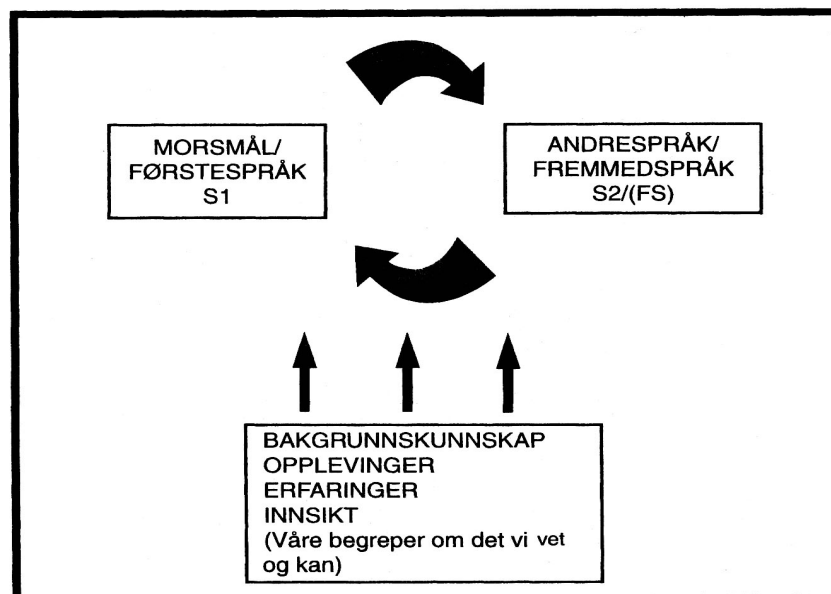 MORSMÅL/
FØRSTESPRÅK
S1
ANDRESPRÅK/
FREMMEDSPRÅK
S2/(FS)
BAKGRUNNSKUNNSKAP
OPPLEVINGER
ERFARINGER
INNSIKT
(Våre begreper om det vi vet
og kan)